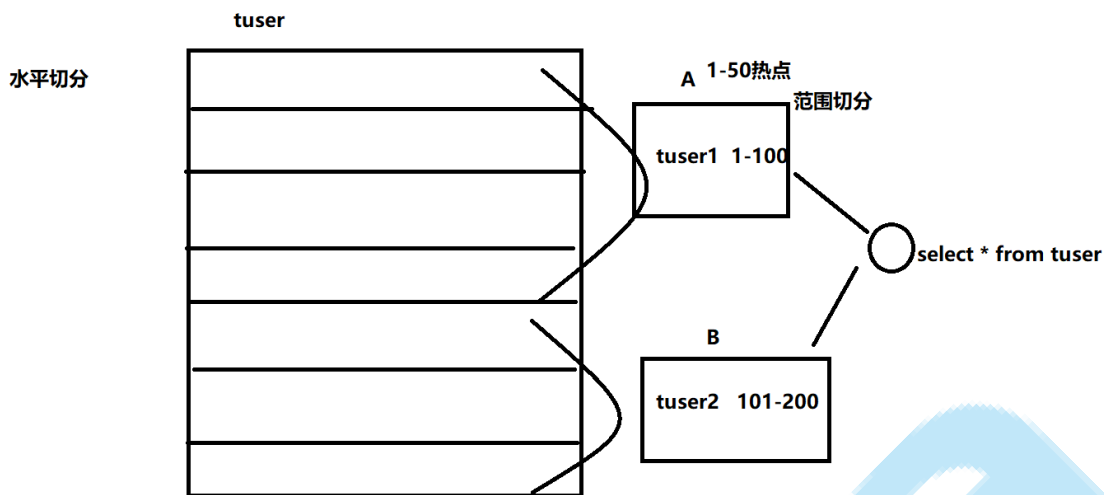 tuser
水平切分
A 1-50热点
范围切分
tuser1 1-100
select * from tuser
B
tuser2 101-200